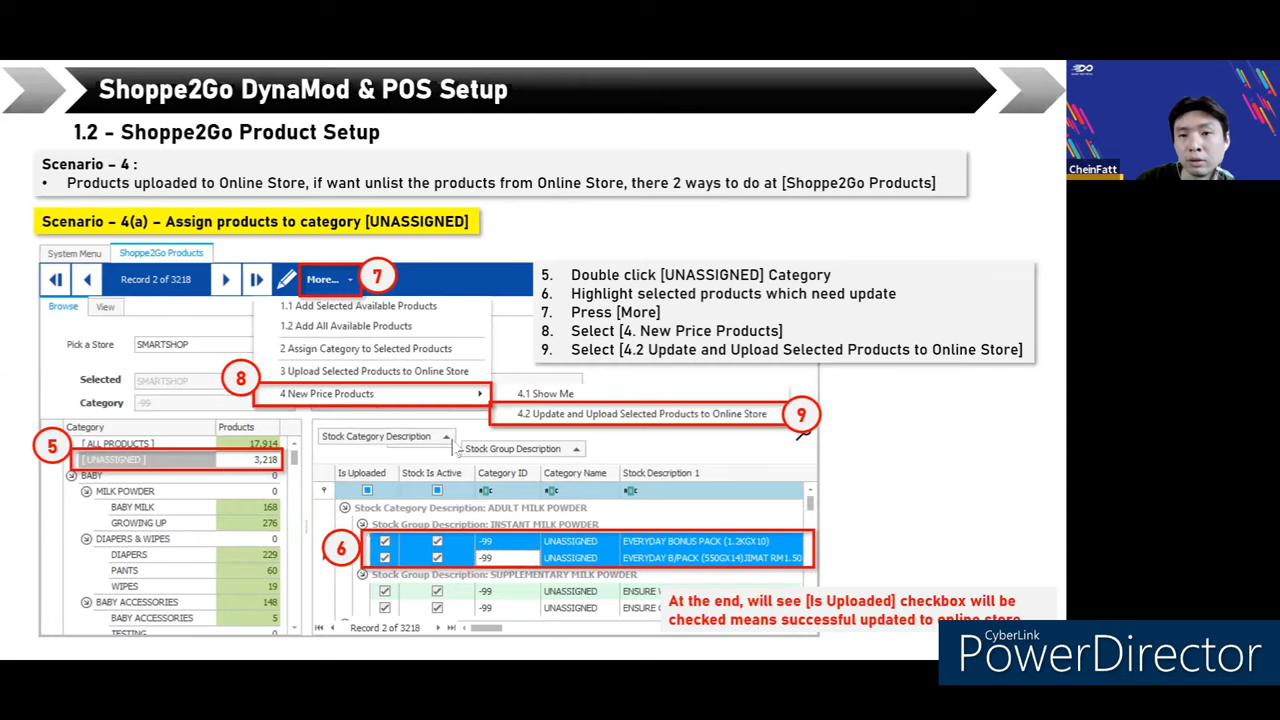 Shoppe2Go DynaMod & POS Setup
CheinFatt
1.2 - Shoppe2Go Product Setup
Scenario – 4 :
• Products uploaded to Online Store, if want unlist the products from Online Store, there 2 ways to do at [Shoppe2Go Products]
Scenario – 4(a) – Assign products to category [UNASSIGNED]
System Menu
Shoppe2Go Products
Record 2 of 3218
More...
7
Browse
View
1.1 Add Selected Available Products
1.2 Add All Available Products
2 Assign Category to Selected Products
3 Upload Selected Products to Online Store
4 New Price Products
8
4.1 Show Me
4.2 Update and Upload Selected Products to Online Store
9
Pick a Store
SMARTSHOP
Selected
SMARTSHOP
Category
-99
5. Double click [UNASSIGNED] Category
6. Highlight selected products which need update
7. Press [More]
8. Select [4. New Price Products]
9. Select [4.2 Update and Upload Selected Products to Online Store]
Category Products
[ ALL PRODUCTS ] 17,914
5
[ UNASSIGNED ] 3,218
BABY 0
MILK POWDER 0
BABY MILK 168
GROWING UP 276
DIAPERS & WIPES 0
DIAPERS 229
PANTS 60
WIPES 19
BABY ACCESSORIES 148
BABY ACCESSORIES 5
TESTING 0
Stock Category Description
Stock Group Description
Is Uploaded Stock Is Active Category ID Category Name Stock Description 1
Stock Category Description: ADULT MILK POWDER
Stock Group Description: INSTANT MILK POWDER
6
-99 UNASSIGNED EVERYDAY BONUS PACK (1.2KGX10)
-99 UNASSIGNED EVERYDAY B/PACK (550GX14)JIMAT RM1.50
Stock Group Description: SUPPLEMENTARY MILK POWDER
-99 UNASSIGNED ENSURE
-99 UNASSIGNED ENSURE
Record 2 of 3218
At the end, will see [Is Uploaded] checkbox will be
checked means successful updated to online store
CyberLink
PowerDirector